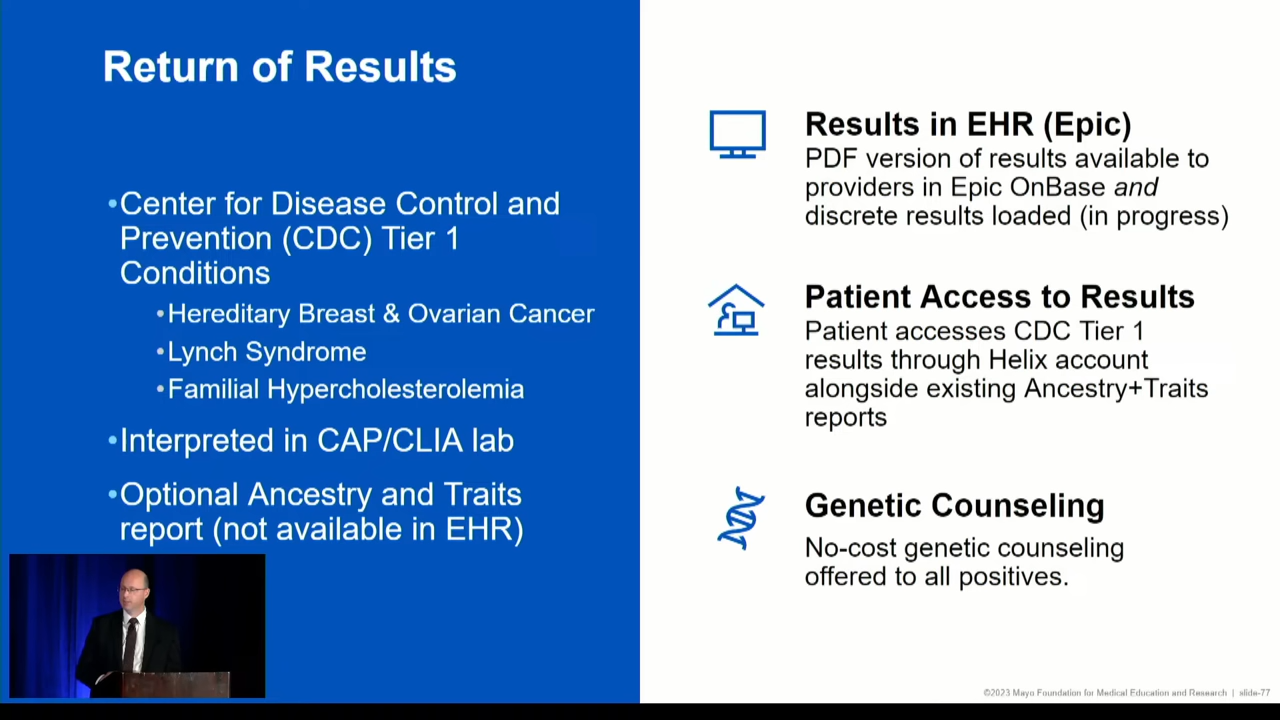 Return of Results
•Center for Disease Control and
Prevention (CDC) Tier 1
Conditions
•Hereditary Breast & Ovarian Cancer
•Lynch Syndrome
•Familial Hypercholesterolemia
•Interpreted in CAP/CLIA lab
•Optional Ancestry and Traits
report (not available in EHR)
Results in EHR (Epic)
PDF version of results available to
providers in Epic OnBase and
discrete results loaded (in progress)
Patient Access to Results
Patient accesses CDC Tier 1
results through Helix account
alongside existing Ancestry+Traits
reports
Genetic Counseling
No-cost genetic counseling
offered to all positives.
©2023 Mayo Foundation for Medical Education and Research | slide-77